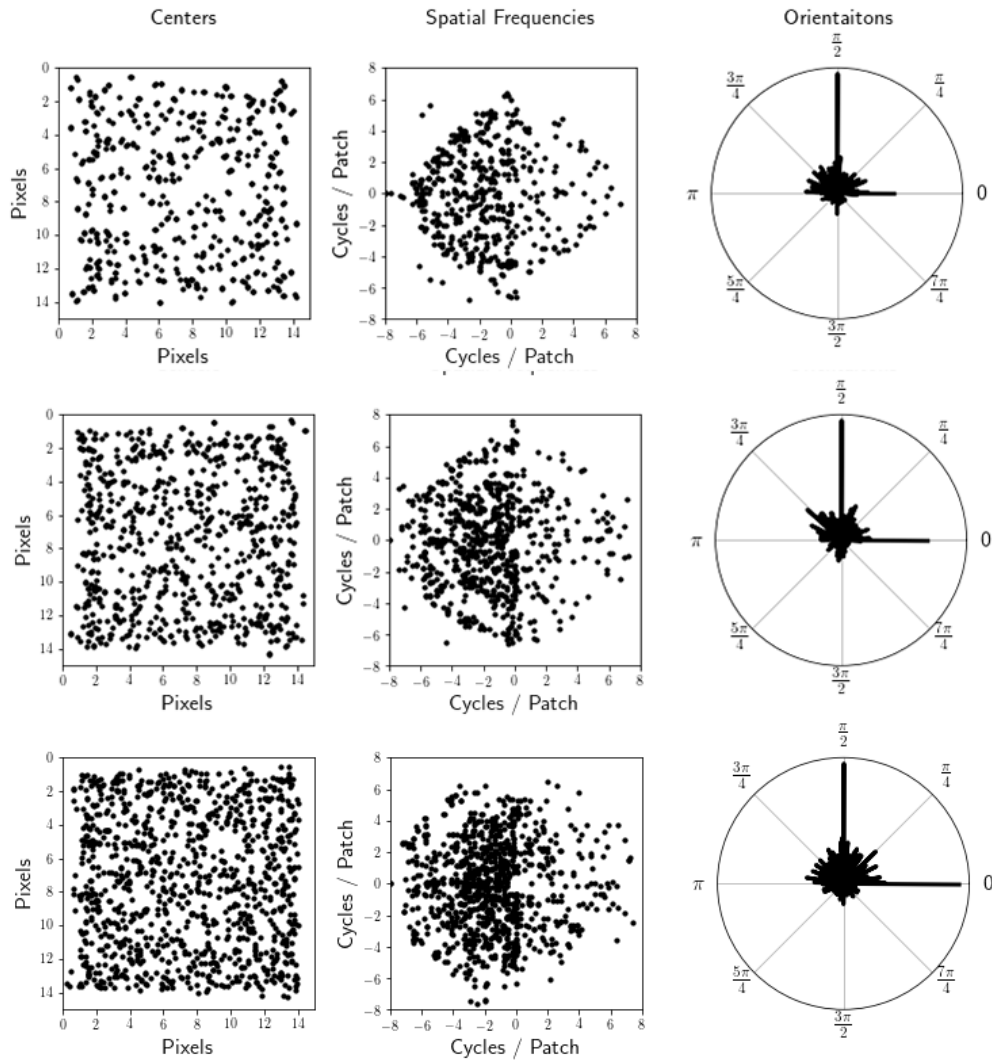 Centers Spatial Frequencies Orientaitons
0 2 4 6 8 10 12 14
Pixels
0 2 4 6 8 10 12 14
Pixels
8 6 4 2 0 −2 −4 −6 −8
Cycles / Patch
−8 −6 −4 −2 0 2 4 6 8
Cycles / Patch
π/2
3π/4 π/4
π 0
5π/4 7π/4
3π/2
0 2 4 6 8 10 12 14
Pixels
0 2 4 6 8 10 12 14
Pixels
8 6 4 2 0 −2 −4 −6 −8
Cycles / Patch
−8 −6 −4 −2 0 2 4 6 8
Cycles / Patch
π/2
3π/4 π/4
π 0
5π/4 7π/4
3π/2
0 2 4 6 8 10 12 14
Pixels
0 2 4 6 8 10 12 14
Pixels
8 6 4 2 0 −2 −4 −6 −8
Cycles / Patch
−8 −6 −4 −2 0 2 4 6 8
Cycles / Patch
π/2
3π/4 π/4
π 0
5π/4 7π/4
3π/2